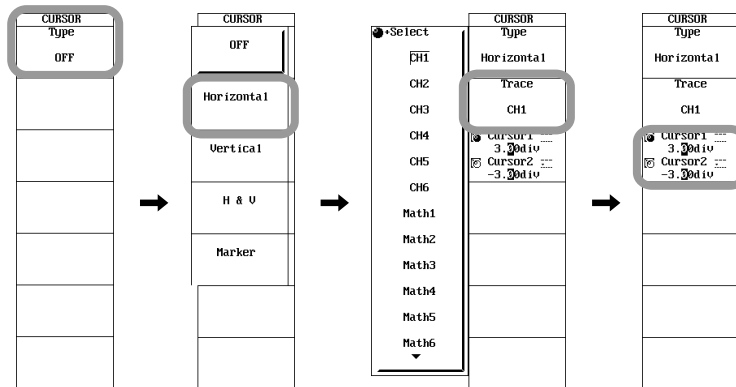 CURSOR
Type
OFF
CURSOR
OFF
Horizontal
Vertical
H & V
Marker
+Select
CH1
CH2
CH3
CH4
CH5
CH6
Math1
Math2
Math3
Math4
Math5
Math6
CURSOR
Type
Horizontal
Trace
CH1
Cursor1
3.00div
Cursor2
-3.00div
CURSOR
Type
Horizontal
Trace
CH1
Cursor1
3.00div
Cursor2
-3.00div